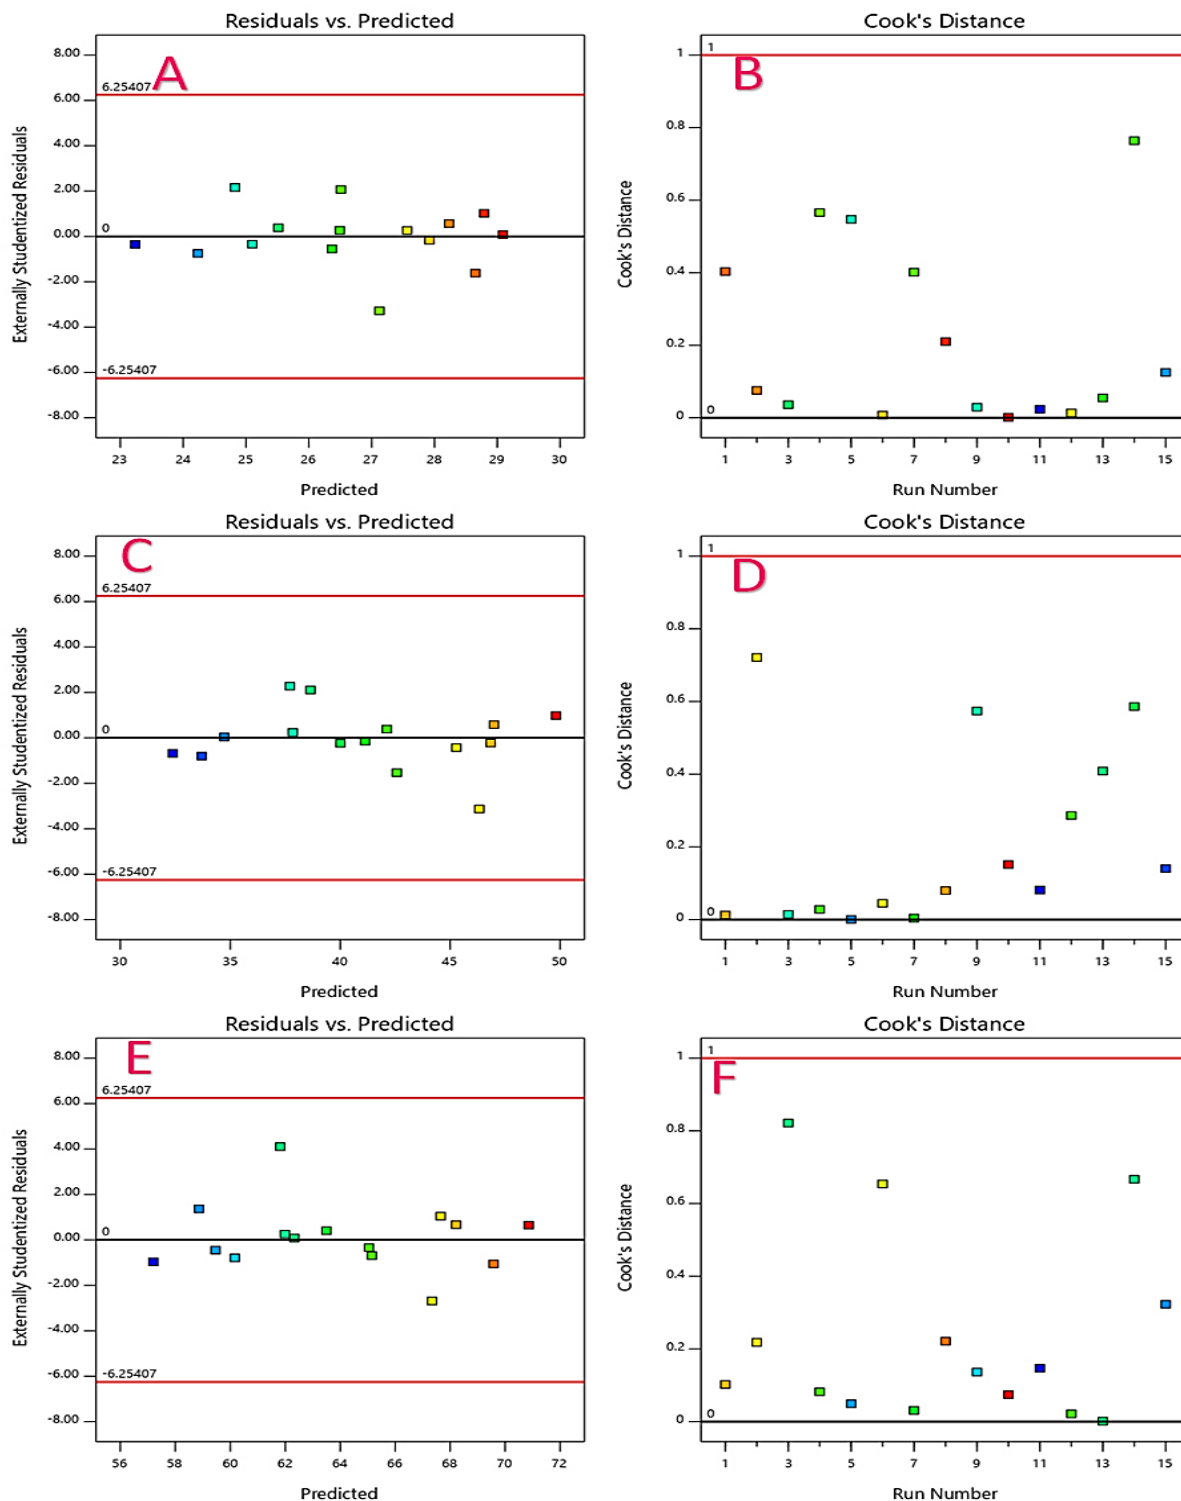 Residuals vs. Predicted
A
Externally Studentized Residuals
8.00
6.00
4.00
2.00
0.00
-2.00
-4.00
-6.00
-8.00
6.25407
0
-6.25407
23 24 25 26 27 28 29 30
Predicted
Cook's Distance
B
Cook's Distance
1
0.8
0.6
0.4
0.2
0
1
0
1 3 5 7 9 11 13 15
Run Number
Residuals vs. Predicted
C
Externally Studentized Residuals
8.00
6.00
4.00
2.00
0.00
-2.00
-4.00
-6.00
-8.00
6.25407
0
-6.25407
30 35 40 45 50
Predicted
Cook's Distance
D
Cook's Distance
1
0.8
0.6
0.4
0.2
0
1
0
1 3 5 7 9 11 13 15
Run Number
Residuals vs. Predicted
E
Externally Studentized Residuals
8.00
6.00
4.00
2.00
0.00
-2.00
-4.00
-6.00
-8.00
6.25407
0
-6.25407
56 58 60 62 64 66 68 70 72
Predicted
Cook's Distance
F
Cook's Distance
1
0.8
0.6
0.4
0.2
0
1
0
1 3 5 7 9 11 13 15
Run Number